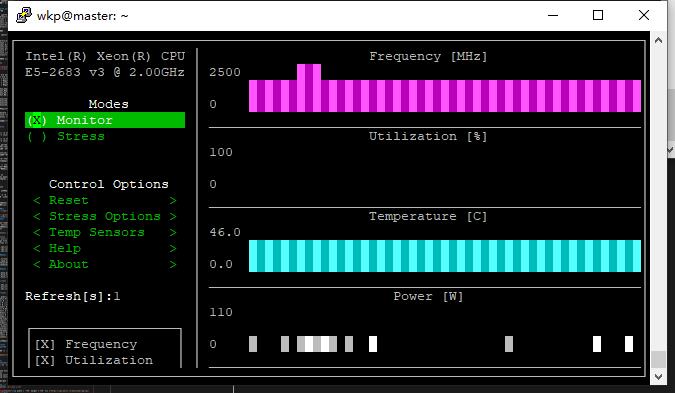 wkp@master: ~
Intel(R) Xeon(R) CPU
E5-2683 v3 @ 2.00GHz
Modes
(X) Monitor
( ) Stress
Control Options
< Reset >
< Stress Options >
< Temp Sensors >
< Help >
< About >
Refresh[s]:1
[X] Frequency
[X] Utilization
Frequency [MHz]
2500
0
Utilization [%]
100
0
Temperature [C]
46.0
0.0
Power [W]
110
0